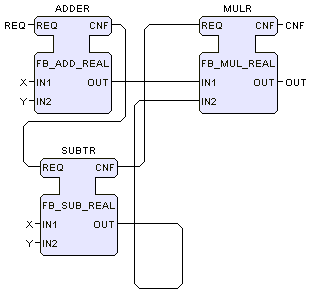 ADDER MULR
REQ REQ CNF REQ CNF CNF
FB_ADD_REAL FB_MUL_REAL
X IN1 OUT IN1 OUT OUT
Y IN2 IN2
SUBTR
REQ CNF
FB_SUB_REAL
X IN1 OUT
Y IN2